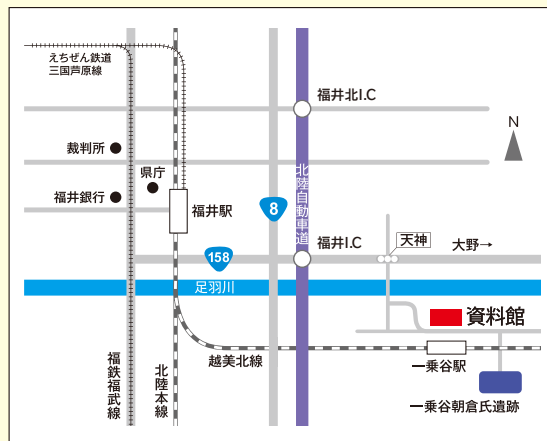 えちぜん鉄道
三国芦原線
福井北I.C
N
裁判所
県庁
北陸自動車道
福井銀行
福井駅
8
福井I.C
天神
大野→
158
足羽川
資料館
福鉄福武線
北陸本線
越美北線
一乗谷駅
一乗谷朝倉氏遺跡